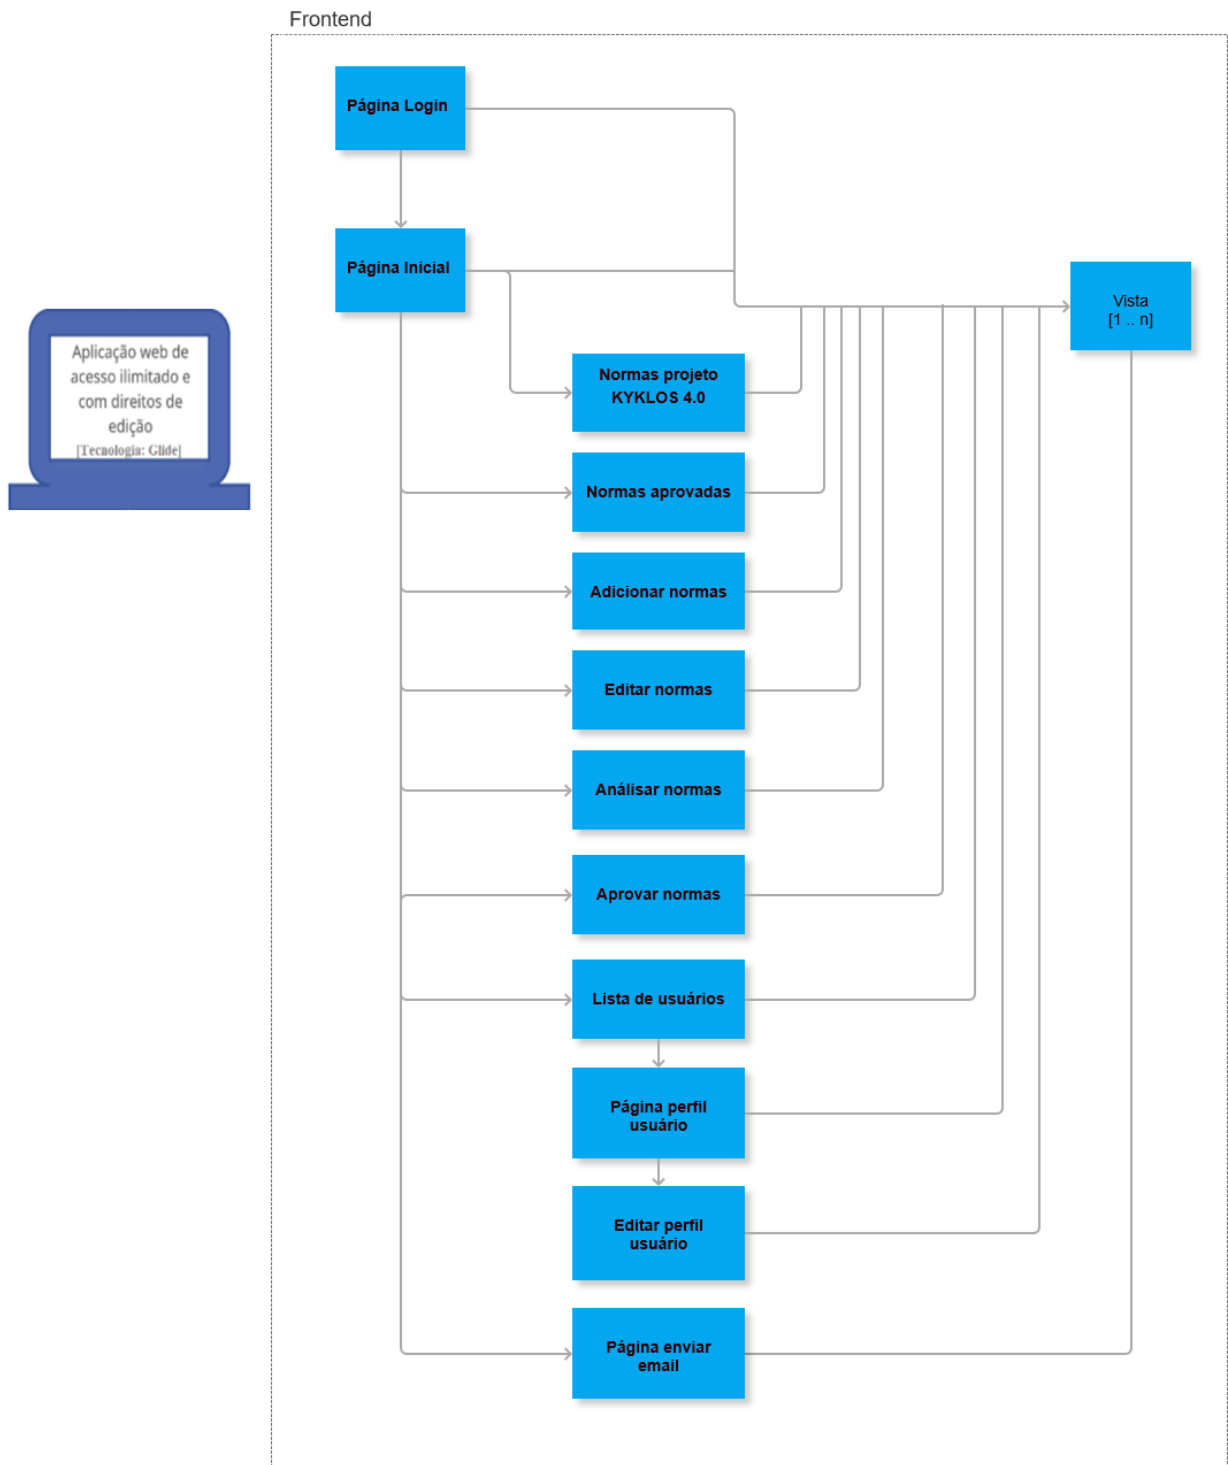 Frontend
Página Login
Página Inicial
Vista
[1 .. n]
Aplicação web de
acesso ilimitado e
com direitos de
edição
[Tecnologia: Glide]
Normas projeto
KYKLOS 4.0
Normas aprovadas
Adicionar normas
Editar normas
Análisar normas
Aprovar normas
Lista de usuários
Página perfil
usuário
Editar perfil
usuário
Página enviar
email